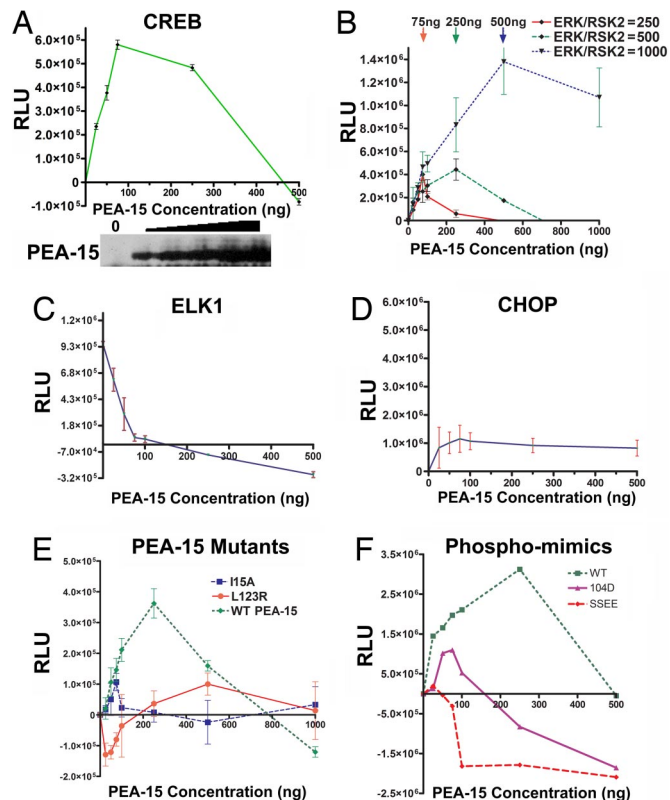 A
CREB
6.0×10⁵
5.0×10⁵
4.0×10⁵
3.0×10⁵
2.0×10⁵
1.0×10⁵
0
-1.0×10⁵
RLU
100 200 300 400 500
PEA-15 Concentration (ng)
0
PEA-15
B
75ng 250ng 500ng
ERK/RSK2 = 250
ERK/RSK2 = 500
ERK/RSK2 = 1000
1.4×10⁶
1.2×10⁶
1.0×10⁶
8.0×10⁵
6.0×10⁵
4.0×10⁵
2.0×10⁵
0
RLU
0 200 400 600 800 1000
PEA-15 Concentration (ng)
C
ELK1
1.2×10⁶
9.3×10⁵
6.8×10⁵
4.3×10⁵
1.8×10⁵
-7.0×10⁴
-3.2×10⁵
RLU
100 200 300 400 500
PEA-15 Concentration (ng)
D
CHOP
6.0×10⁶
5.0×10⁶
4.0×10⁶
3.0×10⁶
2.0×10⁶
1.0×10⁶
0
RLU
0 100 200 300 400 500
PEA-15 Concentration (ng)
E
PEA-15 Mutants
5.0×10⁵
4.0×10⁵
3.0×10⁵
2.0×10⁵
1.0×10⁵
0
-1.0×10⁵
-2.0×10⁵
RLU
I15A
L123R
WT PEA-15
200 400 600 800 1000
PEA-15 Concentration (ng)
F
Phospho-mimics
3.5×10⁶
2.5×10⁶
1.5×10⁶
5.0×10⁵
-5.0×10⁵
-1.5×10⁶
-2.5×10⁶
RLU
WT
104D
SSEE
100 200 300 400 500
PEA-15 Concentration (ng)